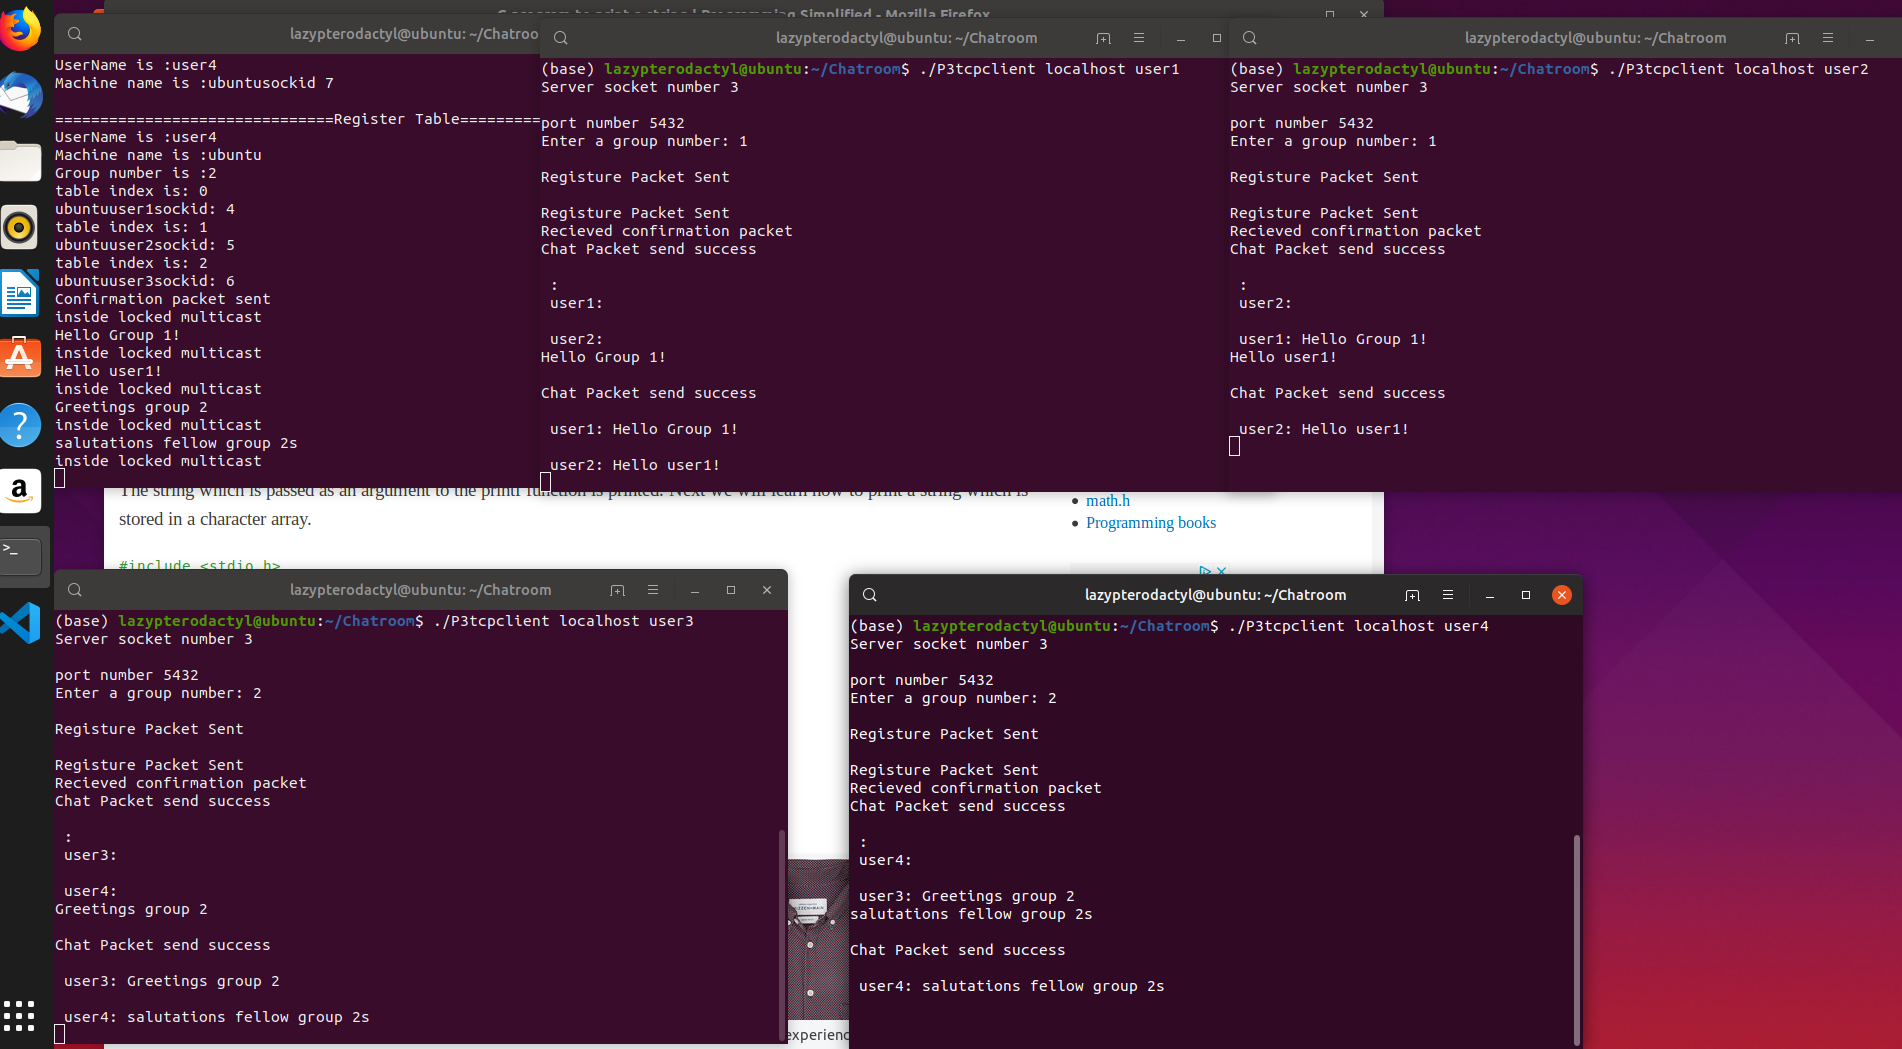 C program to print a string | Programming Simplified - Mozilla Firefox
lazypterodactyl@ubuntu: ~/Chatroo
UserName is :user4
Machine name is :ubuntusockid 7
===============================Register Table=========
UserName is :user4
Machine name is :ubuntu
Group number is :2
table index is: 0
ubuntuuser1sockid: 4
table index is: 1
ubuntuuser2sockid: 5
table index is: 2
ubuntuuser3sockid: 6
Confirmation packet sent
inside locked multicast
Hello Group 1!
inside locked multicast
Hello user1!
inside locked multicast
Greetings group 2
inside locked multicast
salutations fellow group 2s
inside locked multicast
lazypterodactyl@ubuntu: ~/Chatroom
(base) lazypterodactyl@ubuntu:~/Chatroom$ ./P3tcpclient localhost user1
Server socket number 3
port number 5432
Enter a group number: 1
Registure Packet Sent
Registure Packet Sent
Recieved confirmation packet
Chat Packet send success
:
user1:
user2:
Hello Group 1!
Chat Packet send success
user1: Hello Group 1!
user2: Hello user1!
lazypterodactyl@ubuntu: ~/Chatroom
(base) lazypterodactyl@ubuntu:~/Chatroom$ ./P3tcpclient localhost user2
Server socket number 3
port number 5432
Enter a group number: 1
Registure Packet Sent
Registure Packet Sent
Recieved confirmation packet
Chat Packet send success
:
user2:
user1: Hello Group 1!
Hello user1!
Chat Packet send success
user2: Hello user1!
The string which is passed as an argument to the printf function is printed. Next we will learn how to print a string which is
stored in a character array.
#include <stdio.h>
math.h
Programming books
lazypterodactyl@ubuntu: ~/Chatroom
(base) lazypterodactyl@ubuntu:~/Chatroom$ ./P3tcpclient localhost user3
Server socket number 3
port number 5432
Enter a group number: 2
Registure Packet Sent
Registure Packet Sent
Recieved confirmation packet
Chat Packet send success
:
user3:
user4:
Greetings group 2
Chat Packet send success
user3: Greetings group 2
user4: salutations fellow group 2s
lazypterodactyl@ubuntu: ~/Chatroom
(base) lazypterodactyl@ubuntu:~/Chatroom$ ./P3tcpclient localhost user4
Server socket number 3
port number 5432
Enter a group number: 2
Registure Packet Sent
Registure Packet Sent
Recieved confirmation packet
Chat Packet send success
:
user4:
user3: Greetings group 2
salutations fellow group 2s
Chat Packet send success
user4: salutations fellow group 2s
experienc